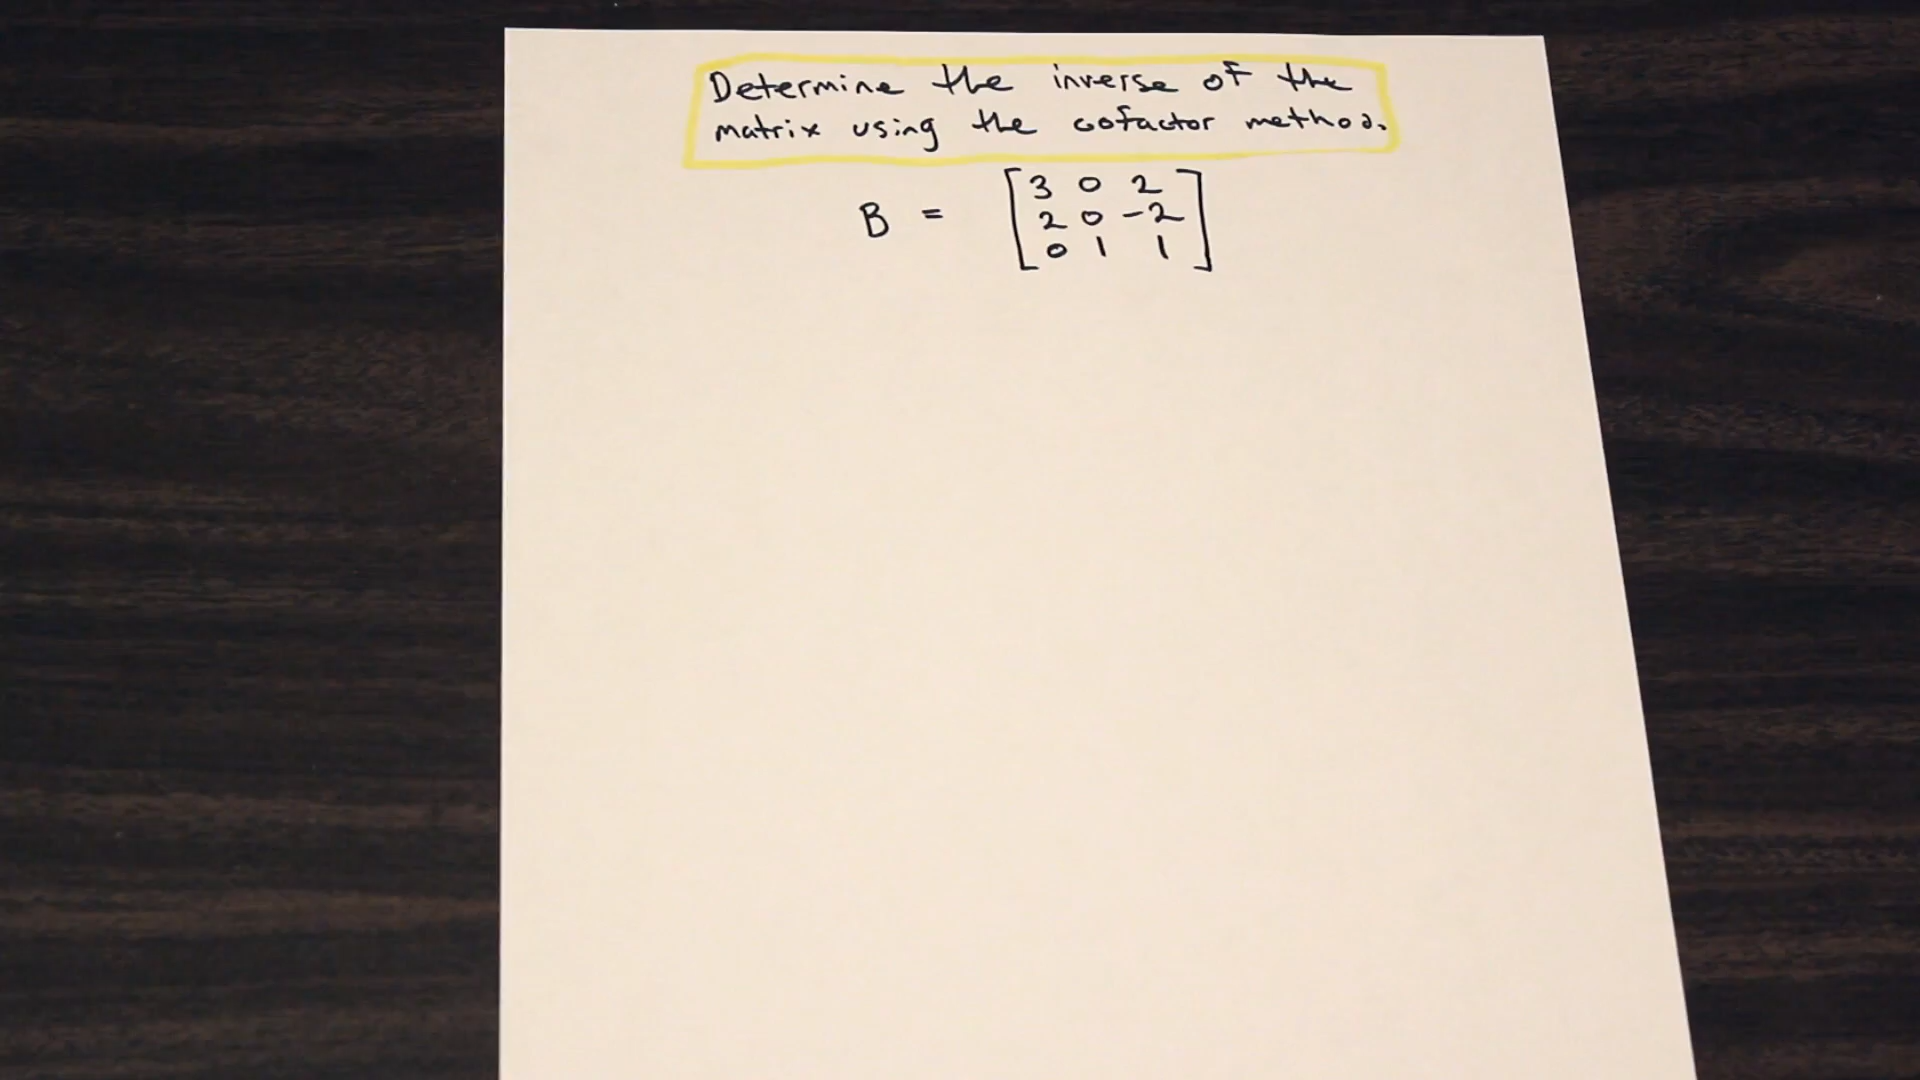 Determine the inverse of the
matrix using the cofactor method.
B = [3 0 2
2 0 -2
0 1 1]